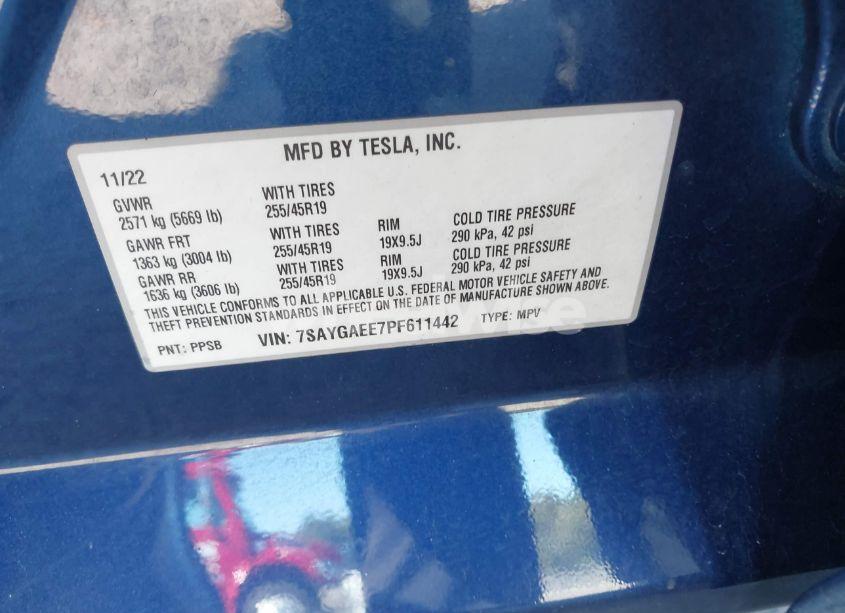 MFD BY TESLA, INC.
11/22
GVWR WITH TIRES
2571 kg (5669 lb) 255/45R19
GAWR FRT WITH TIRES RIM COLD TIRE PRESSURE
1363 kg (3004 lb) 255/45R19 19X9.5J 290 kPa, 42 psi
GAWR RR WITH TIRES RIM COLD TIRE PRESSURE
1636 kg (3606 lb) 255/45R19 19X9.5J 290 kPa, 42 psi
THIS VEHICLE CONFORMS TO ALL APPLICABLE U.S. FEDERAL MOTOR VEHICLE SAFETY AND
THEFT PREVENTION STANDARDS IN EFFECT ON THE DATE OF MANUFACTURE SHOWN ABOVE.
PNT: PPSB VIN: 7SAYGAEE7PF611442 TYPE: MPV